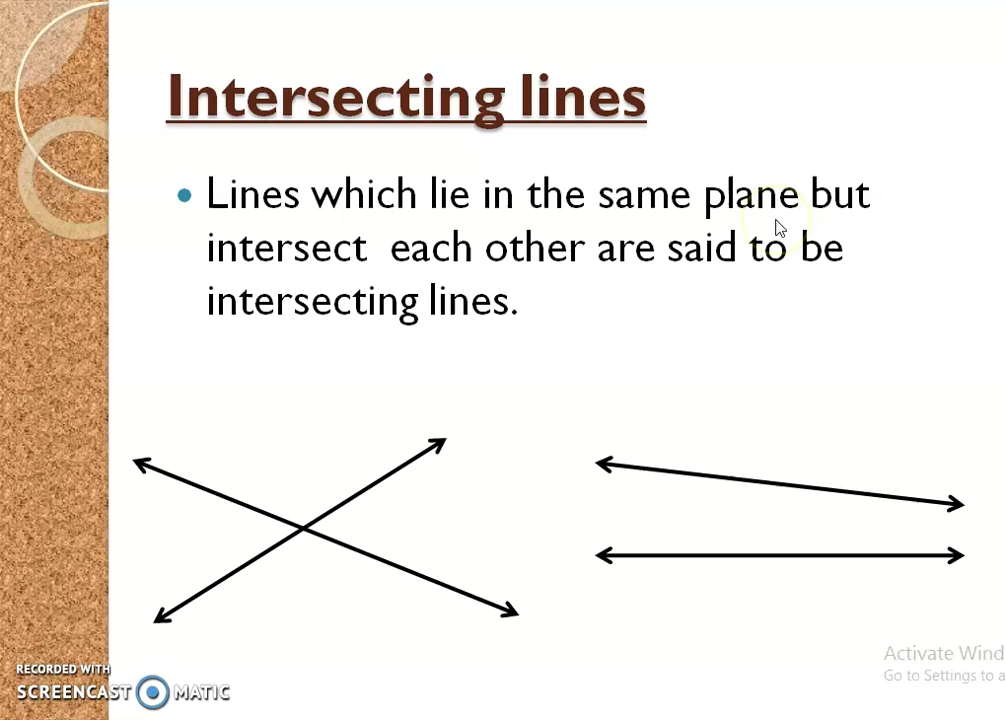 Intersecting lines
Lines which lie in the same plane but
intersect each other are said to be
intersecting lines.
Activate Wind
Go to Settings to a
RECORDED WITH
SCREENCAST MATIC